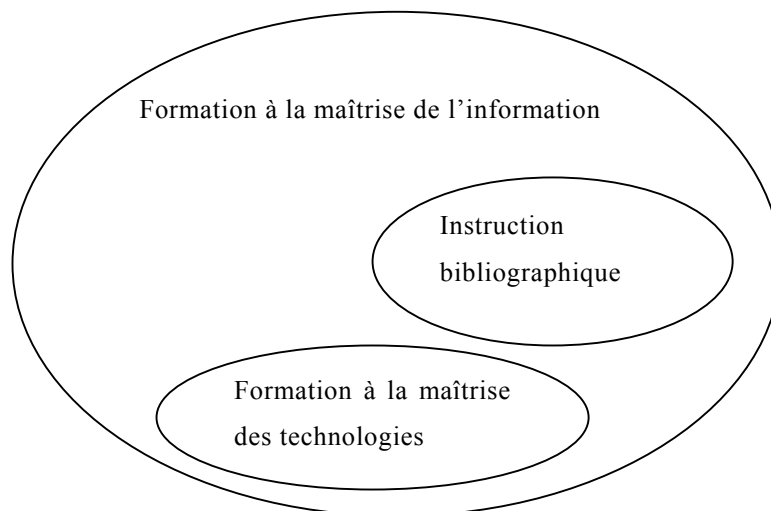 Formation à la maîtrise de l’information
Instruction
bibliographique
Formation à la maîtrise
des technologies